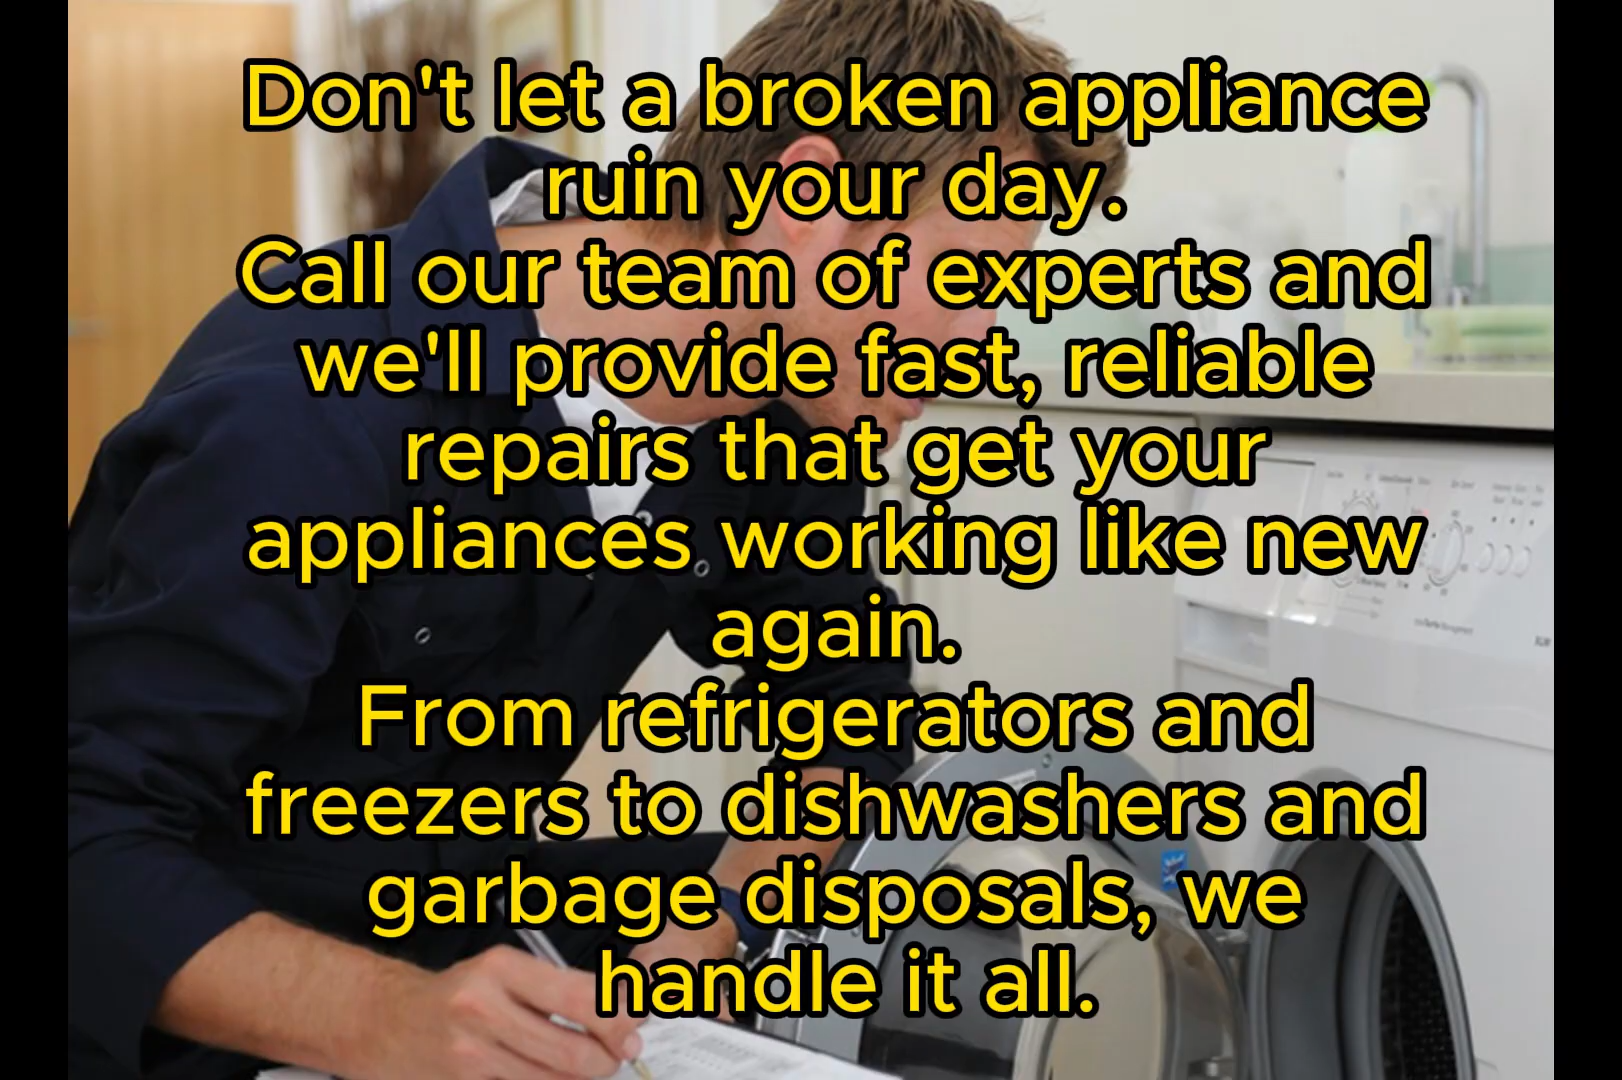 Don't let a broken appliance
ruin your day.
Call our team of experts and
we'll provide fast, reliable
repairs that get your
appliances working like new
again.
From refrigerators and
freezers to dishwashers and
garbage disposals, we
handle it all.